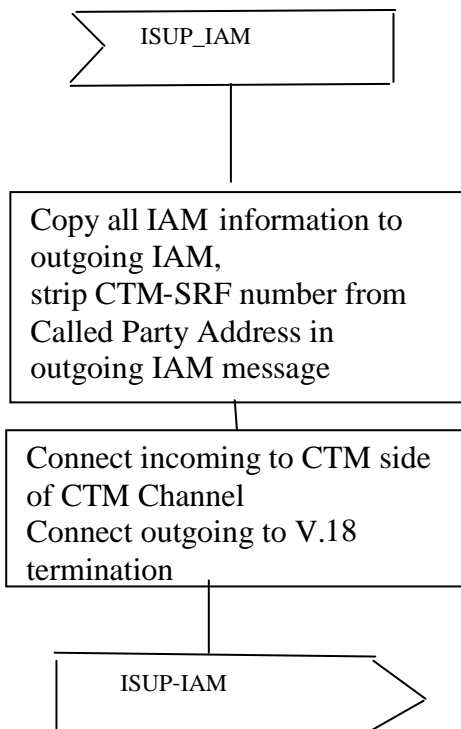 ISUP_IAM
Copy all IAM information to
outgoing IAM,
strip CTM-SRF number from
Called Party Address in
outgoing IAM message
Connect incoming to CTM side
of CTM Channel
Connect outgoing to V.18
termination
ISUP-IAM